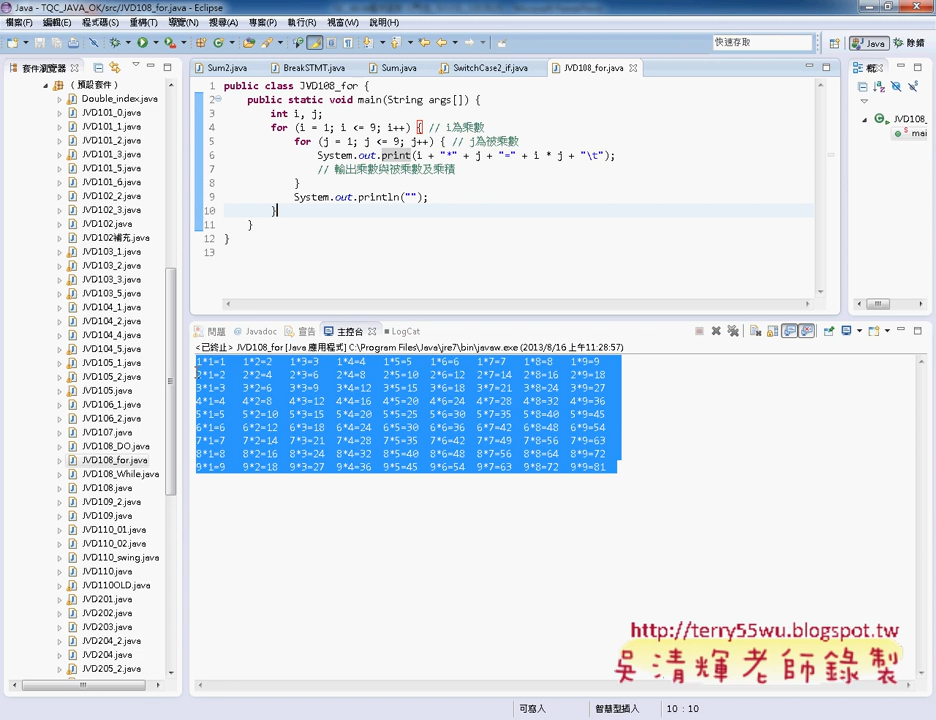 Java - TQC_JAVA_OK/src/JVD108_for.java - Eclipse
檔案(F) 編輯(E) 程式碼(S) 重構(T) 導覽(N) 搜尋(A) 專案(P) 執行(R) 視窗(W) 說明(H)
快速存取
Java 除錯
套件瀏覽器
(預設套件)
Double_index.java
JVD101_0.java
JVD101_1.java
JVD101_2.java
JVD101_3.java
JVD101_5.java
JVD101_6.java
JVD102_2.java
JVD102_3.java
JVD102.java
JVD102補充.java
JVD103_1.java
JVD103_2.java
JVD103_3.java
JVD103_5.java
JVD104_1.java
JVD104_2.java
JVD104_4.java
JVD104_5.java
JVD105_1.java
JVD105_2.java
JVD105.java
JVD106_1.java
JVD106_2.java
JVD107.java
JVD108_DO.java
JVD108_for.java
JVD108_While.java
JVD108.java
JVD109_2.java
JVD109.java
JVD110_01.java
JVD110_02.java
JVD110_swing.java
JVD110.java
JVD110OLD.java
JVD201.java
JVD202.java
JVD203.java
JVD204_2.java
JVD204.java
JVD205_2.java
Sum2.java BreakSTMT.java Sum.java SwitchCase2_if.java JVD108_for.java
1 public class JVD108_for {
2 public static void main(String args[]) {
3 int i, j;
4 for (i = 1; i <= 9; i++) { // i為乘數
5 for (j = 1; j <= 9; j++) { // j為被乘數
6 System.out.print(i + "*" + j + "=" + i * j + "\t");
7 // 輸出乘數與被乘數及乘積
8 }
9 System.out.println("");
10 }
11 }
12 }
13
概
JVD108_
mai
問題 Javadoc 宣告 主控台 LogCat
<已終止> JVD108_for [Java 應用程式] C:\Program Files\Java\jre7\bin\javaw.exe (2013/8/16 上午11:28:57)
1*1=1 1*2=2 1*3=3 1*4=4 1*5=5 1*6=6 1*7=7 1*8=8 1*9=9
2*1=2 2*2=4 2*3=6 2*4=8 2*5=10 2*6=12 2*7=14 2*8=16 2*9=18
3*1=3 3*2=6 3*3=9 3*4=12 3*5=15 3*6=18 3*7=21 3*8=24 3*9=27
4*1=4 4*2=8 4*3=12 4*4=16 4*5=20 4*6=24 4*7=28 4*8=32 4*9=36
5*1=5 5*2=10 5*3=15 5*4=20 5*5=25 5*6=30 5*7=35 5*8=40 5*9=45
6*1=6 6*2=12 6*3=18 6*4=24 6*5=30 6*6=36 6*7=42 6*8=48 6*9=54
7*1=7 7*2=14 7*3=21 7*4=28 7*5=35 7*6=42 7*7=49 7*8=56 7*9=63
8*1=8 8*2=16 8*3=24 8*4=32 8*5=40 8*6=48 8*7=56 8*8=64 8*9=72
9*1=9 9*2=18 9*3=27 9*4=36 9*5=45 9*6=54 9*7=63 9*8=72 9*9=81
http://terry55wu.blogspot.tw
吳清輝老師錄製
可寫入 智慧型插入 10 : 10